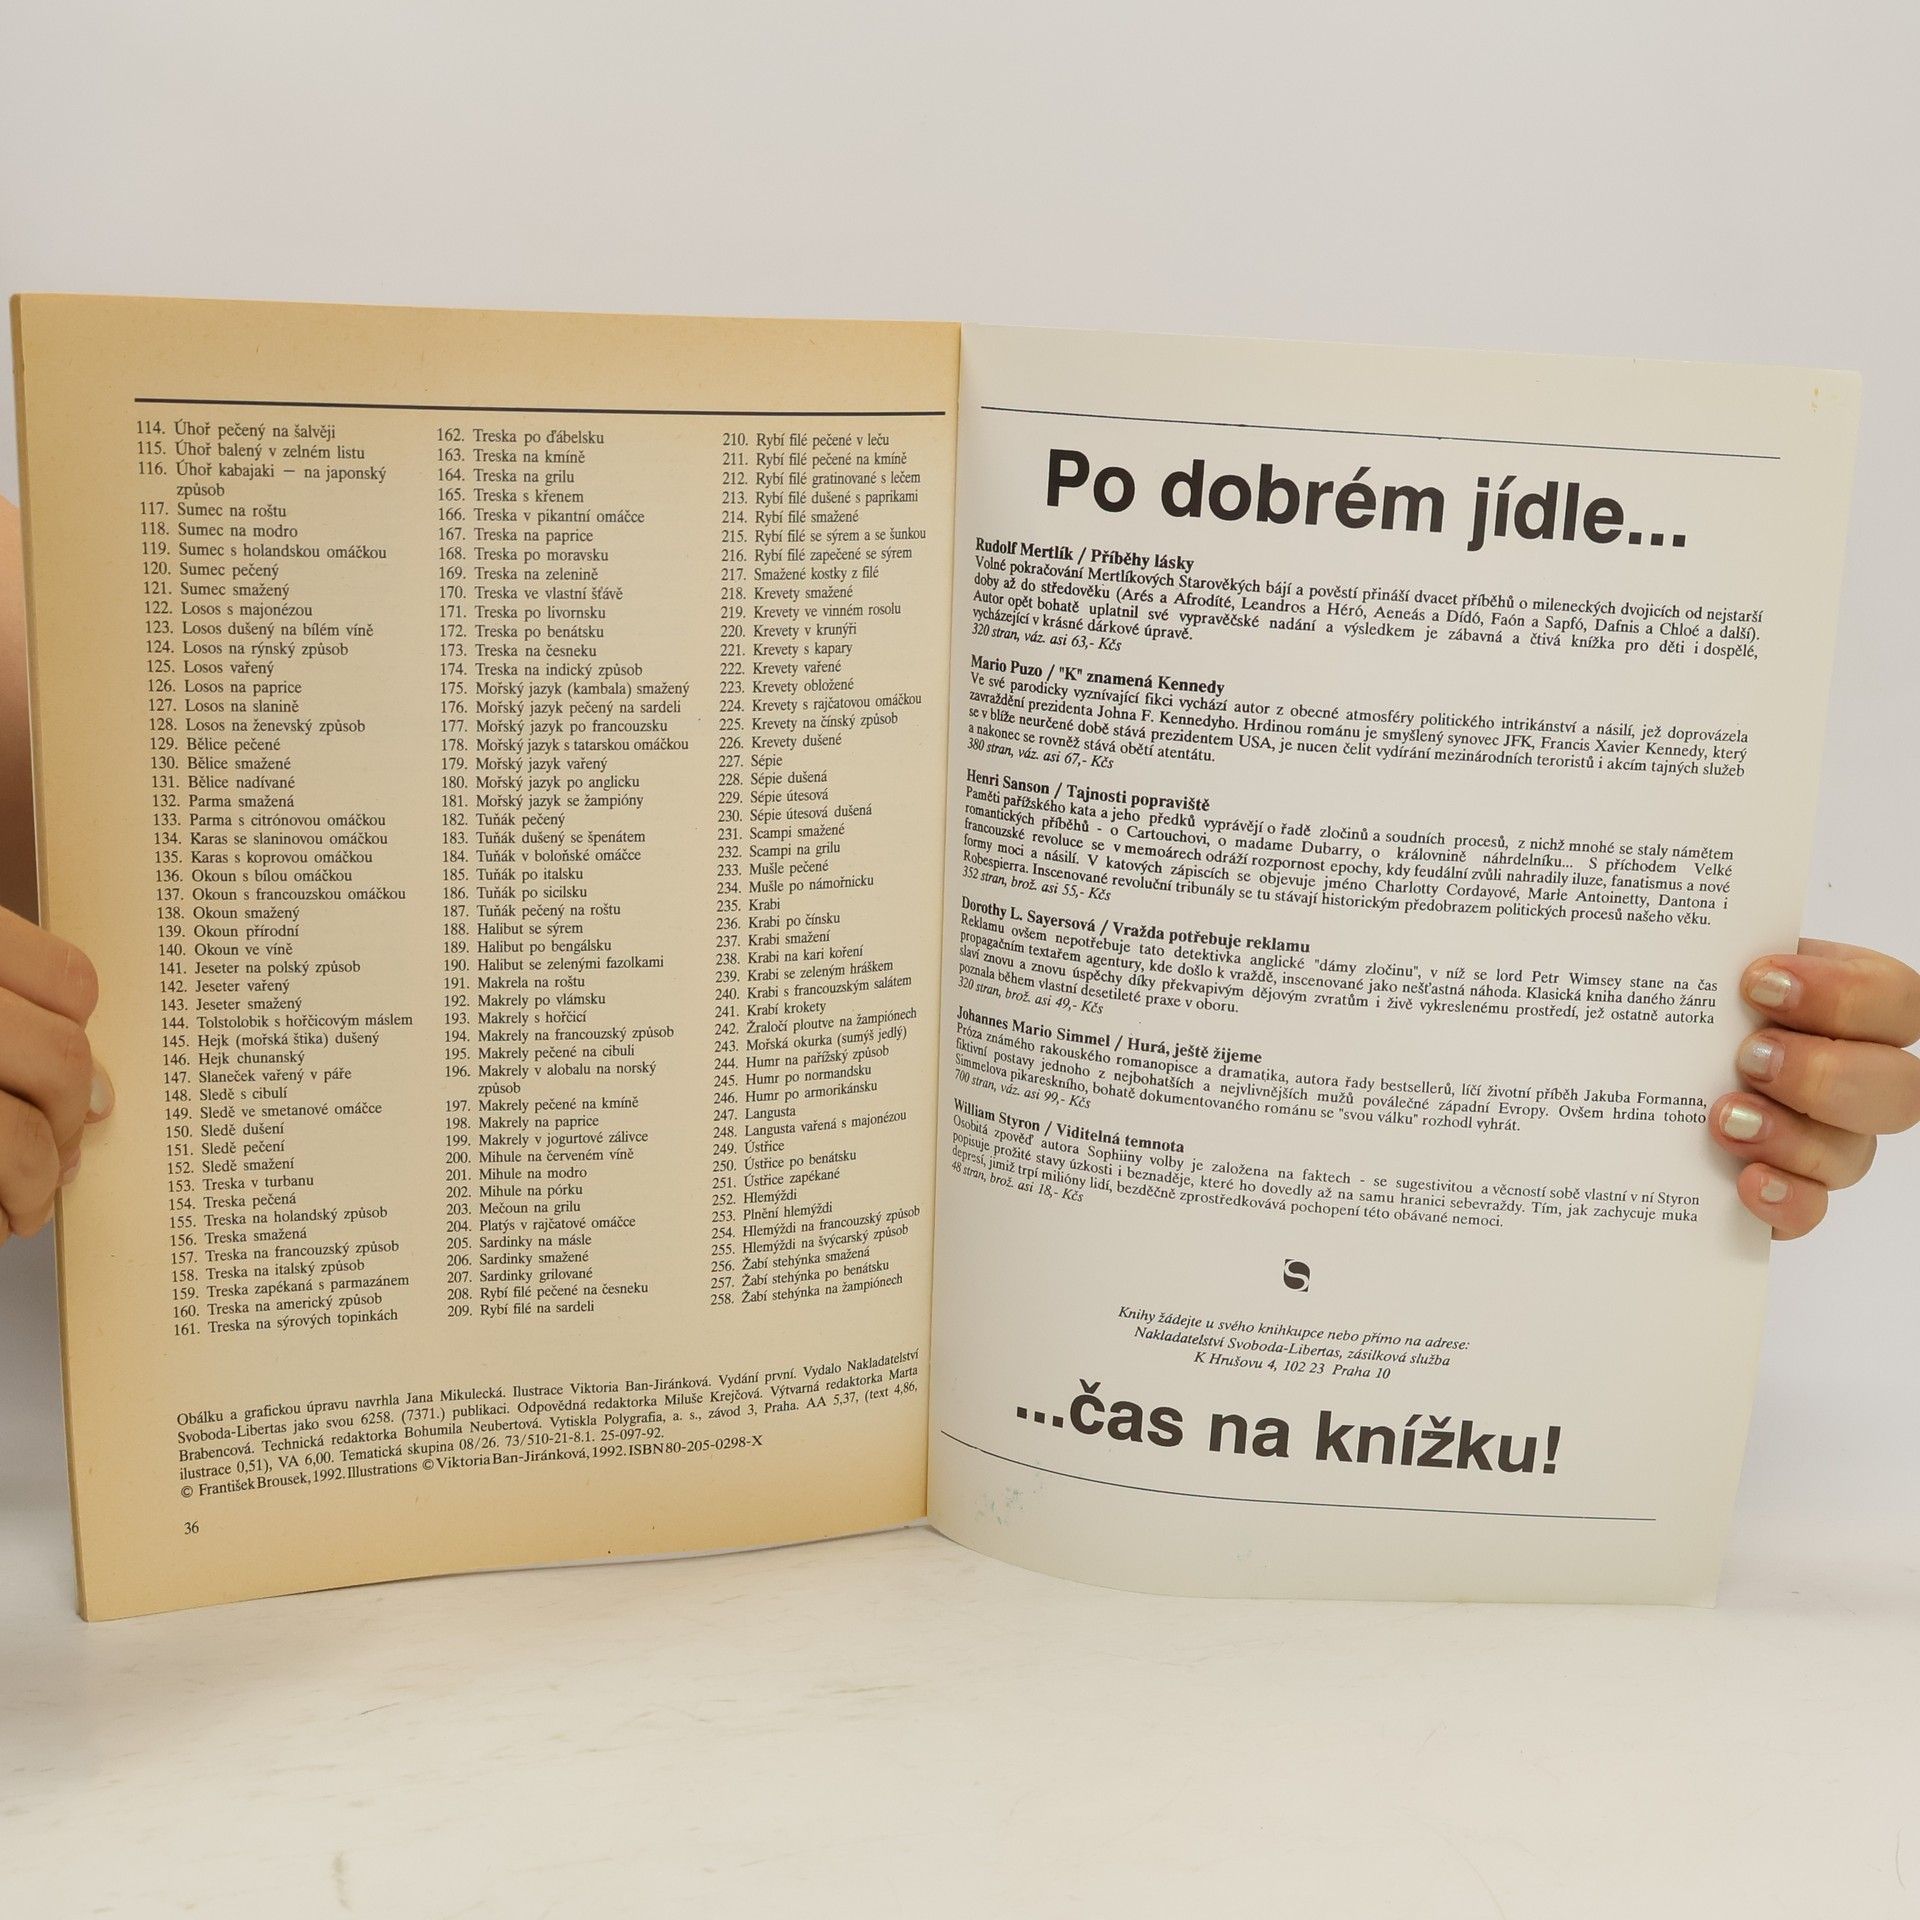 114. Úhoř pečený na šalvěji
115. Úhoř balený v zelném listu
116. Úhoř kabajaki — na japonský
způsob
117. Sumec na roštu
118. Sumec na modro
119. Sumec s holandskou omáčkou
120. Sumec pečený
121. Sumec smažený
122. Losos s majonézou
123. Losos dušený na bílém víně
124. Losos na rýnský způsob
125. Losos vařený
126. Losos na paprice
127. Losos na slanině
128. Losos na ženevský způsob
129. Bělice pečené
130. Bělice smažené
131. Bělice nadívané
132. Parma smažená
133. Parma s citrónovou omáčkou
134. Karas se slaninovou omáčkou
135. Karas s koprovou omáčkou
136. Okoun s bílou omáčkou
137. Okoun s francouzskou omáčkou
138. Okoun smažený
139. Okoun přírodní
140. Okoun ve víně
141. Jeseter na polský způsob
142. Jeseter vařený
143. Jeseter smažený
144. Tolstolobik s hořčicovým máslem
145. Hejk (mořská štika) dušený
146. Hejk chunanský
147. Slaneček vařený v páře
148. Sledě s cibulí
149. Sledě ve smetanové omáčce
150. Sledě dušení
151. Sledě pečení
152. Sledě smažení
153. Treska v turbanu
154. Treska pečená
155. Treska na holandský způsob
156. Treska smažená
157. Treska na francouzský způsob
158. Treska na italský způsob
159. Treska zapékaná s parmazánem
160. Treska na americký způsob
161. Treska na sýrových topinkách
162. Treska po ďábelsku
163. Treska na kmíně
164. Treska na grilu
165. Treska s křenem
166. Treska v pikantní omáčce
167. Treska na paprice
168. Treska po moravsku
169. Treska na zelenině
170. Treska ve vlastní šťávě
171. Treska po livornsku
172. Treska po benátsku
173. Treska na česneku
174. Treska na indický způsob
175. Mořský jazyk (kambala) smažený
176. Mořský jazyk pečený na sardeli
177. Mořský jazyk po francouzsku
178. Mořský jazyk s tatarskou omáčkou
179. Mořský jazyk vařený
180. Mořský jazyk po anglicku
181. Mořský jazyk se žampióny
182. Tuňák pečený
183. Tuňák dušený se špenátem
184. Tuňák v boloňské omáčce
185. Tuňák po italsku
186. Tuňák po sicilsku
187. Tuňák pečený na roštu
188. Halibut se sýrem
189. Halibut po bengálsku
190. Halibut se zelenými fazolkami
191. Makrela na roštu
192. Makrely po vlámsku
193. Makrely s hořčicí
194. Makrely na francouzský způsob
195. Makrely pečené na cibuli
196. Makrely v alobalu na norský
způsob
197. Makrely pečené na kmíně
198. Makrely na paprice
199. Makrely v jogurtové zálivce
200. Mihule na červeném víně
201. Mihule na modro
202. Mihule na pórku
203. Mečoun na grilu
204. Platýs v rajčatové omáčce
205. Sardinky na másle
206. Sardinky smažené
207. Sardinky grilované
208. Rybí filé pečené na česneku
209. Rybí filé na sardeli
210. Rybí filé pečené v leču
211. Rybí filé pečené na kmíně
212. Rybí filé gratinované s lečem
213. Rybí filé dušené s paprikami
214. Rybí filé smažené
215. Rybí filé se sýrem a se šunkou
216. Rybí filé zapečené se sýrem
217. Smažené kostky z filé
218. Krevety smažené
219. Krevety ve vinném rosolu
220. Krevety v krunýři
221. Krevety s kapary
222. Krevety vařené
223. Krevety obložené
224. Krevety s rajčatovou omáčkou
225. Krevety na čínský způsob
226. Krevety dušené
227. Sépie
228. Sépie dušená
229. Sépie útesová
230. Sépie útesová dušená
231. Scampi smažené
232. Scampi na grilu
233. Mušle pečené
234. Mušle po námořnicku
235. Krabi
236. Krabi po čínsku
237. Krabi smažení
238. Krabi na kari koření
239. Krabi se zeleným hráškem
240. Krabi s francouzským salátem
241. Krabí krokety
242. Žraločí ploutve na žampiónech
243. Mořská okurka (sumýš jedlý)
244. Humr na pařížský způsob
245. Humr po normandsku
246. Humr po armorikánsku
247. Langusta
248. Langusta vařená s majonézou
249. Ústřice
250. Ústřice po benátsku
251. Ústřice zapékané
252. Hlemýždi
253. Plnění hlemýždi
254. Hlemýždi na francouzský způsob
255. Hlemýždi na švýcarský způsob
256. Žabí stehýnka smažená
257. Žabí stehýnka po benátsku
258. Žabí stehýnka na žampiónech
Obálku a grafickou úpravu navrhla Jana Mikulecká. Ilustrace Viktoria Ban-Jiránková. Vydání první. Vydalo Nakladatelství
Svoboda-Libertas jako svou 6258. (7371.) publikaci. Odpovědná redaktorka Miluše Krejčová. Výtvarná redaktorka Marta
Brabencová. Technická redaktorka Bohumila Neubertová. Vytiskla Polygrafia, a. s., závod 3, Praha. AA 5,37, (text 4,86,
ilustrace 0,51), VA 6,00. Tematická skupina 08/26. 73/510-21-8.1. 25-097-92.
© František Brousek, 1992. Illustrations © Viktoria Ban-Jiránková, 1992. ISBN 80-205-0298-X
36
Po dobrém jídle...
Rudolf Mertlík / Příběhy lásky
Volné pokračování Mertlíkových Starověkých bájí a pověstí přináší dvacet příběhů o mileneckých dvojicích od nejstarší
doby až do středověku (Arés a Afrodíté, Leandros a Héró, Aeneás a Dídó, Faón a Sapfó, Dafnis a Chloé a další).
Autor opět bohatě uplatnil své vypravěčské nadání a výsledkem je zábavná a čtivá knížka pro děti i dospělé,
vycházející v krásné dárkové úpravě.
320 stran, váz. asi 63,- Kčs
Mario Puzo / "K" znamená Kennedy
Ve své parodicky vyznívající fikci vychází autor z obecné atmosféry politického intrikánství a násilí, jež doprovázela
zavraždění prezidenta Johna F. Kennedyho. Hrdinou románu je smyšlený synovec JFK, Francis Xavier Kennedy, který
se v blíže neurčené době stává prezidentem USA, je nucen čelit vydírání mezinárodních teroristů i akcím tajných služeb
a nakonec se rovněž stává obětí atentátu.
380 stran, váz. asi 67,- Kčs
Henri Sanson / Tajnosti popraviště
Paměti pařížského kata a jeho předků vyprávějí o řadě zločinů a soudních procesů, z nichž mnohé se staly námětem
romantických příběhů - o Cartouchovi, o madame Dubarry, o královnině náhrdelníku... S příchodem Velké
francouzské revoluce se v memoárech odráží rozpornost epochy, kdy feudální zvůli nahradily iluze, fanatismus a nové
formy moci a násilí. V katových zápiscích se objevuje jméno Charlotty Cordayové, Marie Antoinetty, Dantona i
Robespierra. Inscenované revoluční tribunály se tu stávají historickým předobrazem politických procesů našeho věku.
352 stran, brož. asi 55,- Kčs
Dorothy L. Sayersová / Vražda potřebuje reklamu
Reklamu ovšem nepotřebuje tato detektivka anglické "dámy zločinu", v níž se lord Petr Wimsey stane na čas
propagačním textařem agentury, kde došlo k vraždě, inscenované jako nešťastná náhoda. Klasická kniha daného žánru
slaví znovu a znovu úspěchy díky překvapivým dějovým zvratům i živě vykreslenému prostředí, jež ostatně autorka
poznala během vlastní desetileté praxe v oboru.
320 stran, brož. asi 49,- Kčs
Johannes Mario Simmel / Hurá, ještě žijeme
Próza známého rakouského romanopisce a dramatika, autora řady bestsellerů, líčí životní příběh Jakuba Formanna,
fiktivní postavy jednoho z nejbohatších a nejvlivnějších mužů poválečné západní Evropy. Ovšem hrdina tohoto
Simmelova pikareskního, bohatě dokumentovaného románu se "svou válku" rozhodl vyhrát.
700 stran, váz. asi 99,- Kčs
William Styron / Viditelná temnota
Osobitá zpověď autora Sophiiny volby je založena na faktech - se sugestivitou a věcností sobě vlastní v ní Styron
popisuje prožité stavy úzkosti i beznaděje, které ho dovedly až na samu hranici sebevraždy. Tím, jak zachycuje muka
depresí, jimiž trpí milióny lidí, bezděčně zprostředkovává pochopení této obávané nemoci.
48 stran, brož. asi 18,- Kčs
S
Knihy žádejte u svého knihkupce nebo přímo na adrese:
Nakladatelství Svoboda-Libertas, zásilková služba
K Hrušovu 4, 102 23 Praha 10
...čas na knížku!